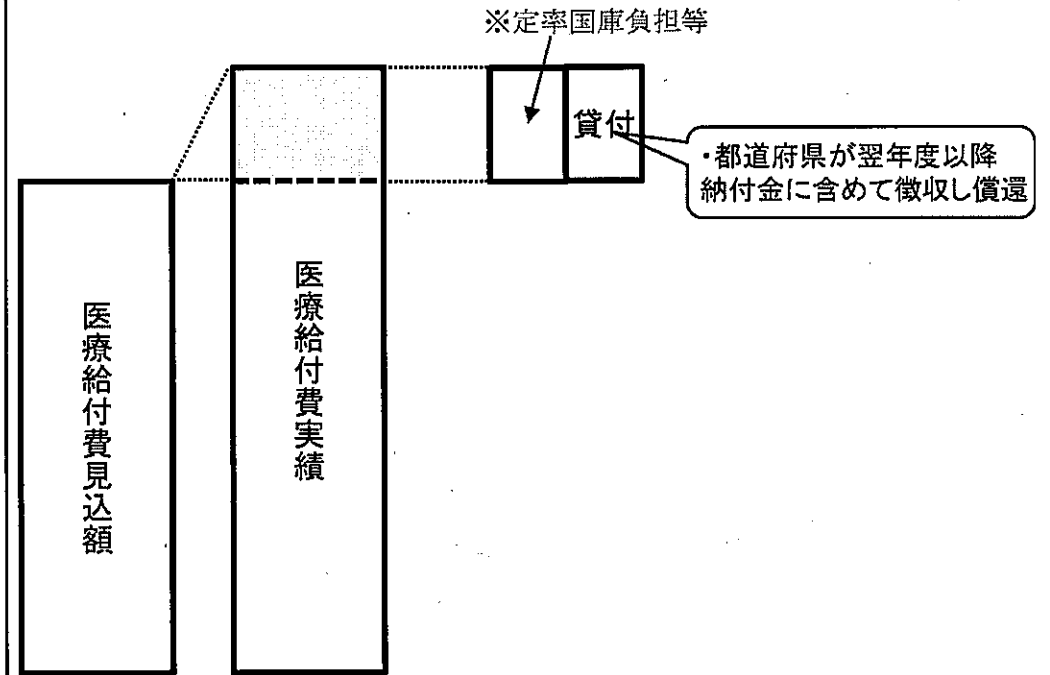 ※定率国庫負担等
貸付
・都道府県が翌年度以降
納付金に含めて徴収し償還
医療給付費見込額
医療給付費実績